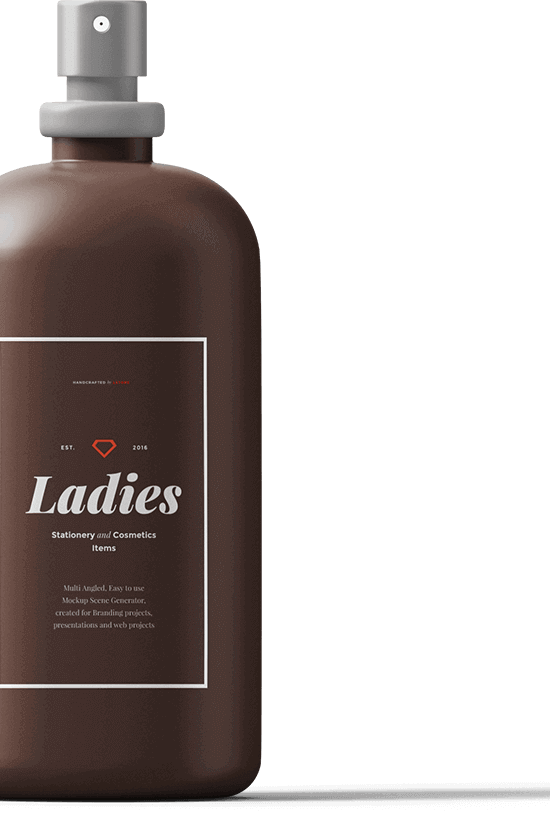 HANDCRAFTED BY
EST. 2016
Ladies
Stationery and Cosmetics
Items
Multi Angled, Easy to use
Mockup Scene Generator,
created for Branding projects,
presentations and web projects